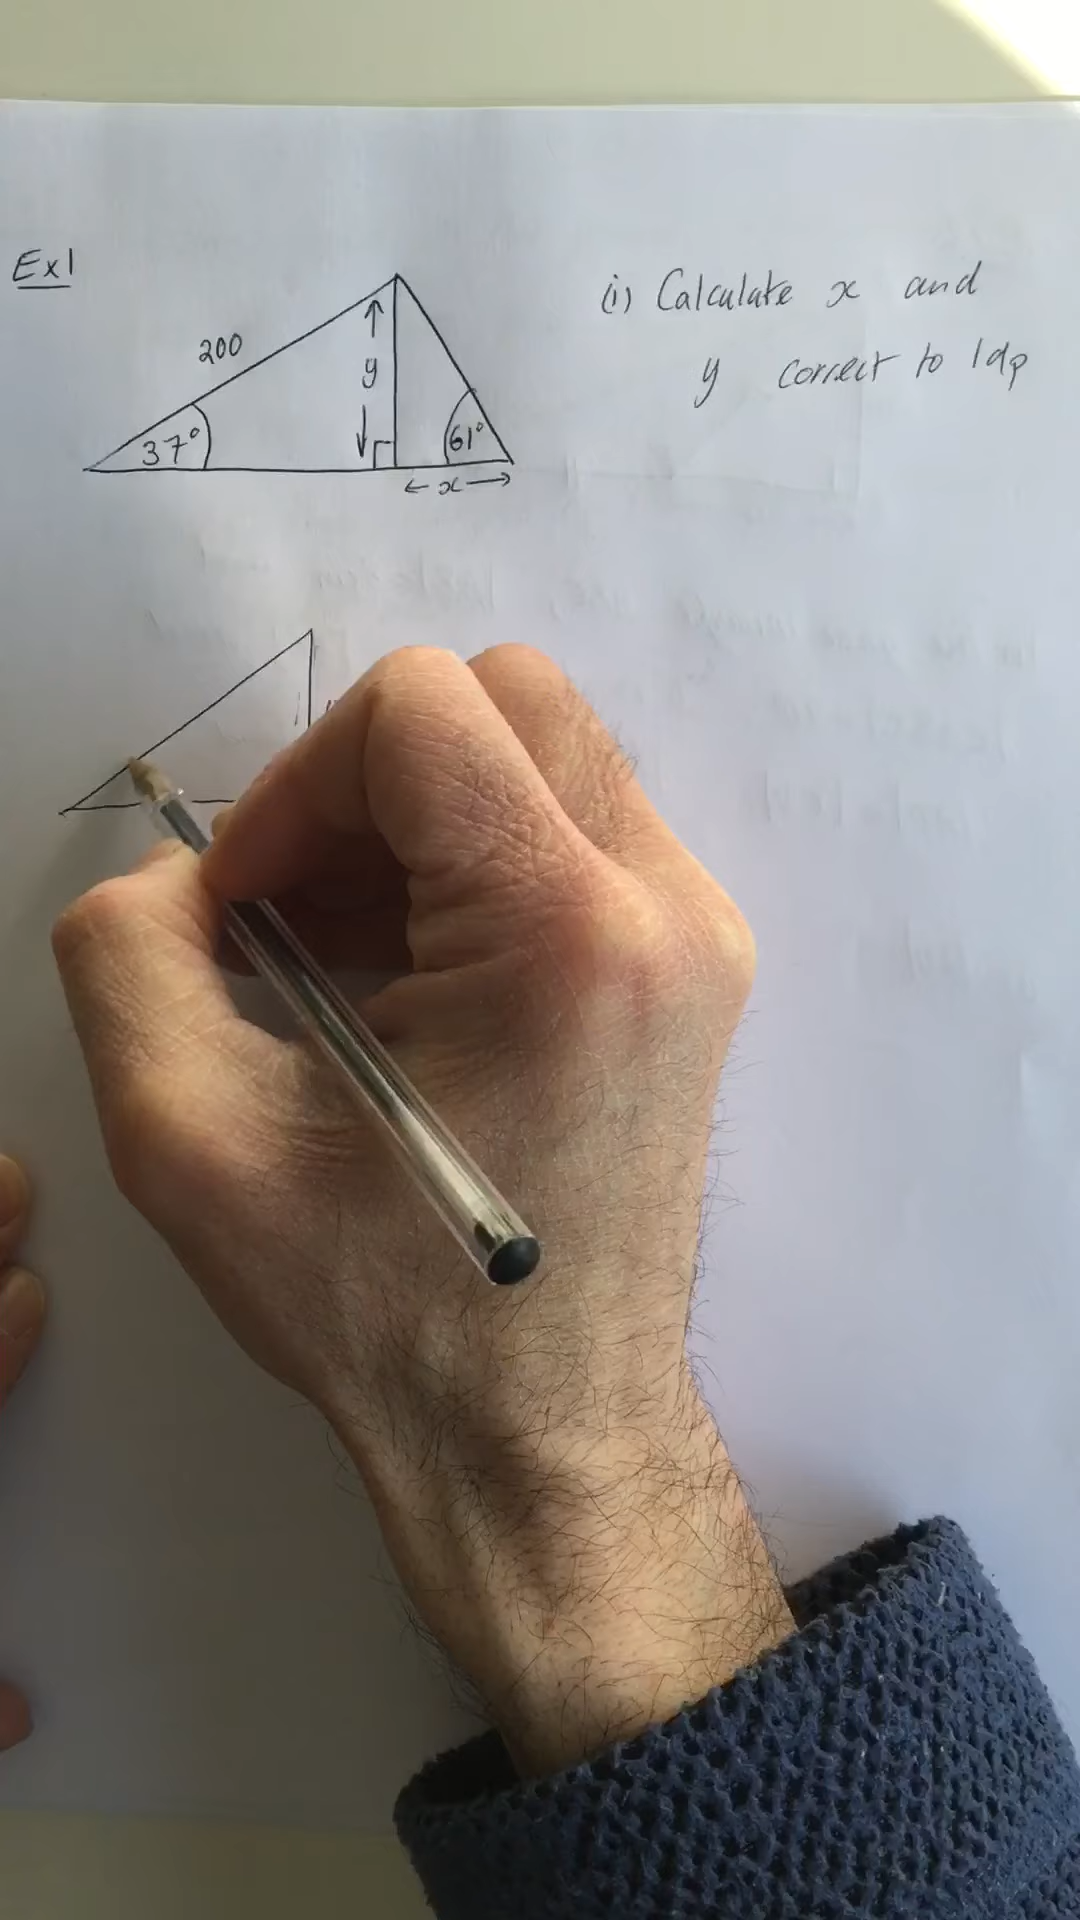 Ex1
(i) Calculate x and
y correct to 1dp
200
y
37°
61°
← x →